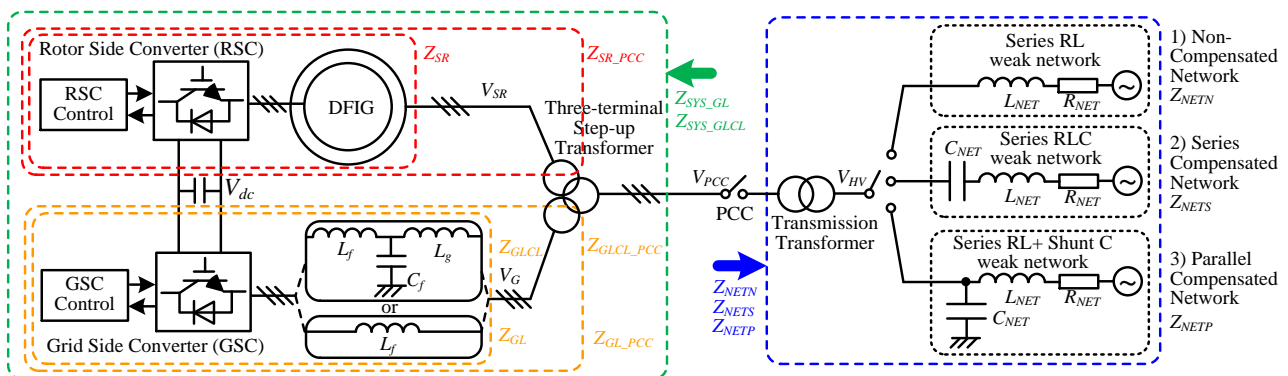 Rotor Side Converter (RSC)
RSC
Control
DFIG
Z_SR
Z_SR_PCC
V_SR
Three-terminal
Step-up
Transformer
Z_SYS_GL
Z_SYS_GLCL
V_dc
GSC
Control
Grid Side Converter (GSC)
L_f
L_g
C_f
or
L_f
Z_GLCL
Z_GL
V_G
Z_GLCL_PCC
Z_GL_PCC
V_PCC
PCC
Z_NETN
Z_NETS
Z_NETP
Transmission
Transformer
V_HV
Series RL
weak network
L_NET
R_NET
Series RLC
weak network
C_NET
L_NET
R_NET
Series RL+ Shunt C
weak network
L_NET
R_NET
C_NET
1) Non-
Compensated
Network
Z_NETN
2) Series
Compensated
Network
Z_NETS
3) Parallel
Compensated
Network
Z_NETP